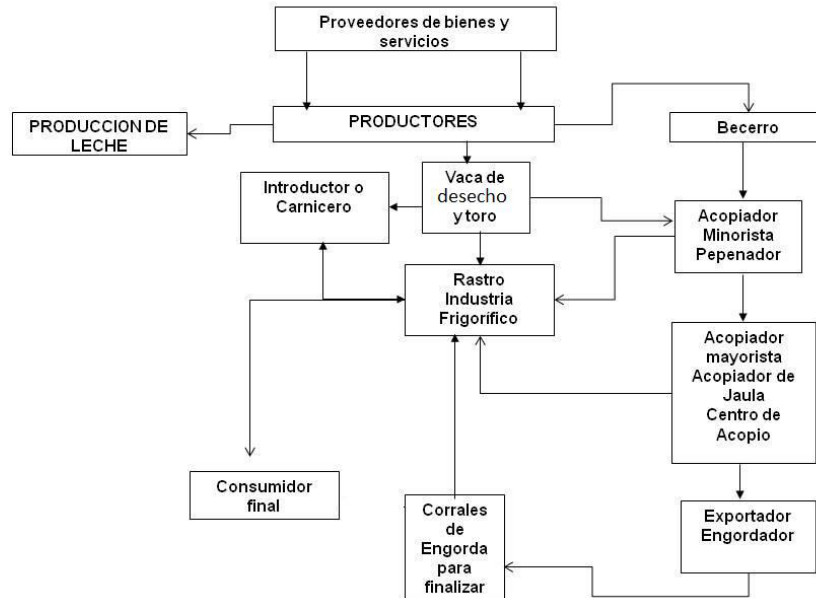 Proveedores de bienes y
servicios
PRODUCCION DE
LECHE
PRODUCTORES
Becerro
Introductor o
Carnicero
Vaca de
desecho
y toro
Acopiador
Minorista
Pepenador
Rastro
Industria
Frigorífico
Acopiador
mayorista
Acopiador de
Jaula
Centro de
Acopio
Consumidor
final
Corrales
de
Engorda
para
finalizar
Exportador
Engordador